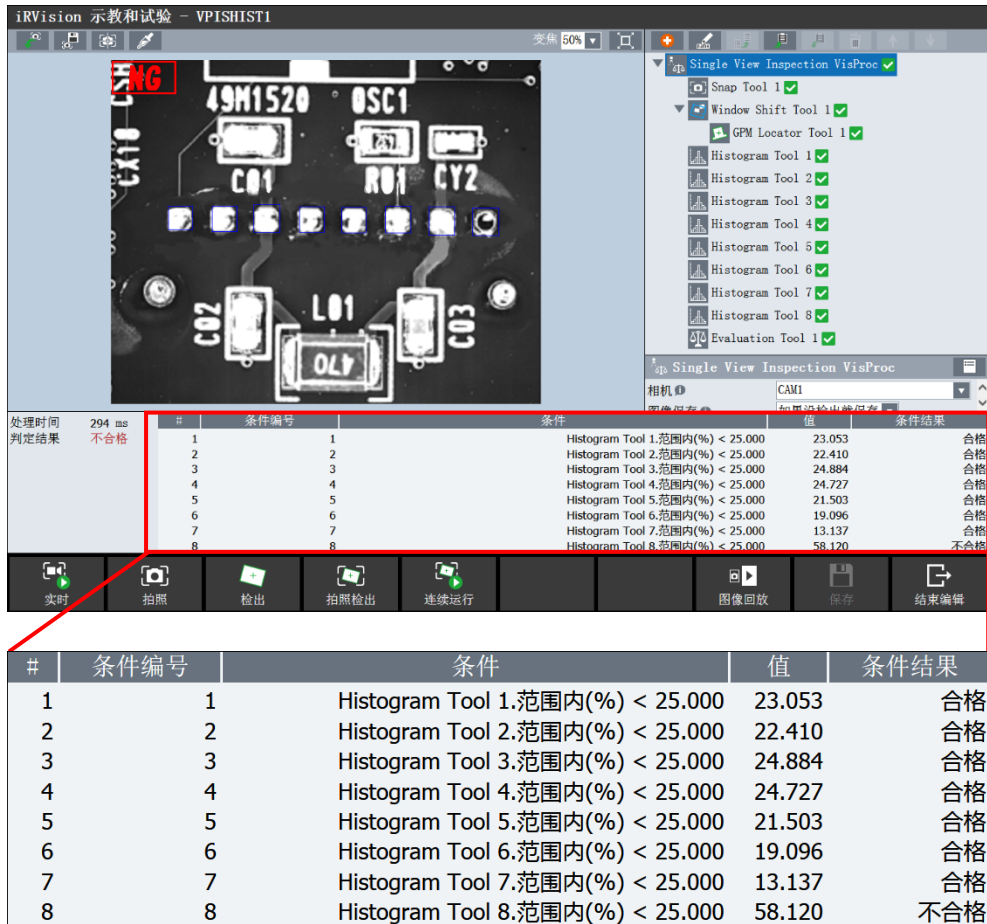 iRVision 示教和试验 - VPISHIST1
变焦 50%
NG
49M1520
OSC1
CX10
C01
R01
CY2
C02
L01
C03
470
Single View Inspection VisProc
Snap Tool 1
Window Shift Tool 1
GPM Locator Tool 1
Histogram Tool 1
Histogram Tool 2
Histogram Tool 3
Histogram Tool 4
Histogram Tool 5
Histogram Tool 6
Histogram Tool 7
Histogram Tool 8
Evaluation Tool 1
Single View Inspection VisProc
相机 CAM1
图像保存 如果没检出就保存
处理时间 294 ms
判定结果 不合格
# 条件编号 条件 值 条件结果
1 1 Histogram Tool 1.范围内(%) < 25.000 23.053 合格
2 2 Histogram Tool 2.范围内(%) < 25.000 22.410 合格
3 3 Histogram Tool 3.范围内(%) < 25.000 24.884 合格
4 4 Histogram Tool 4.范围内(%) < 25.000 24.727 合格
5 5 Histogram Tool 5.范围内(%) < 25.000 21.503 合格
6 6 Histogram Tool 6.范围内(%) < 25.000 19.096 合格
7 7 Histogram Tool 7.范围内(%) < 25.000 13.137 合格
8 8 Histogram Tool 8.范围内(%) < 25.000 58.120 不合格
实时 拍照 检出 拍照检出 连续运行 图像回放 保存 结束编辑
# 条件编号 条件 值 条件结果
1 1 Histogram Tool 1.范围内(%) < 25.000 23.053 合格
2 2 Histogram Tool 2.范围内(%) < 25.000 22.410 合格
3 3 Histogram Tool 3.范围内(%) < 25.000 24.884 合格
4 4 Histogram Tool 4.范围内(%) < 25.000 24.727 合格
5 5 Histogram Tool 5.范围内(%) < 25.000 21.503 合格
6 6 Histogram Tool 6.范围内(%) < 25.000 19.096 合格
7 7 Histogram Tool 7.范围内(%) < 25.000 13.137 合格
8 8 Histogram Tool 8.范围内(%) < 25.000 58.120 不合格